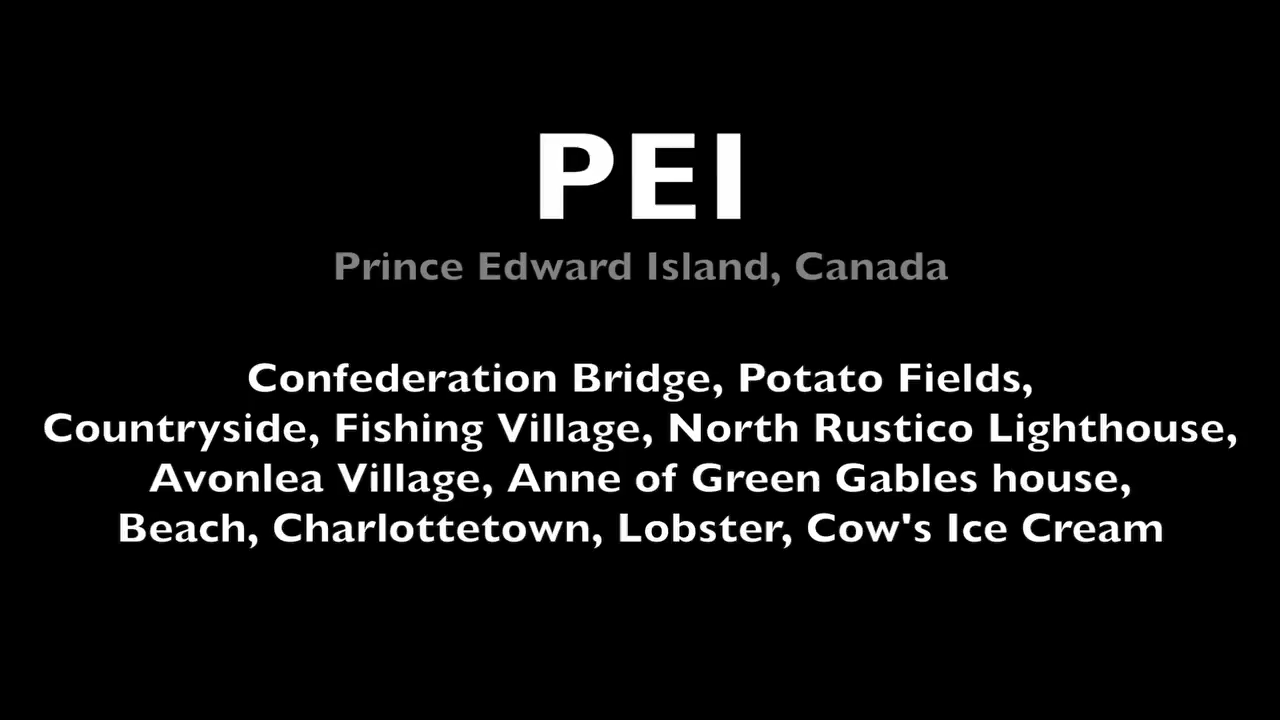 PEI
Prince Edward Island, Canada
Confederation Bridge, Potato Fields,
Countryside, Fishing Village, North Rustico Lighthouse,
Avonlea Village, Anne of Green Gables house,
Beach, Charlottetown, Lobster, Cow's Ice Cream